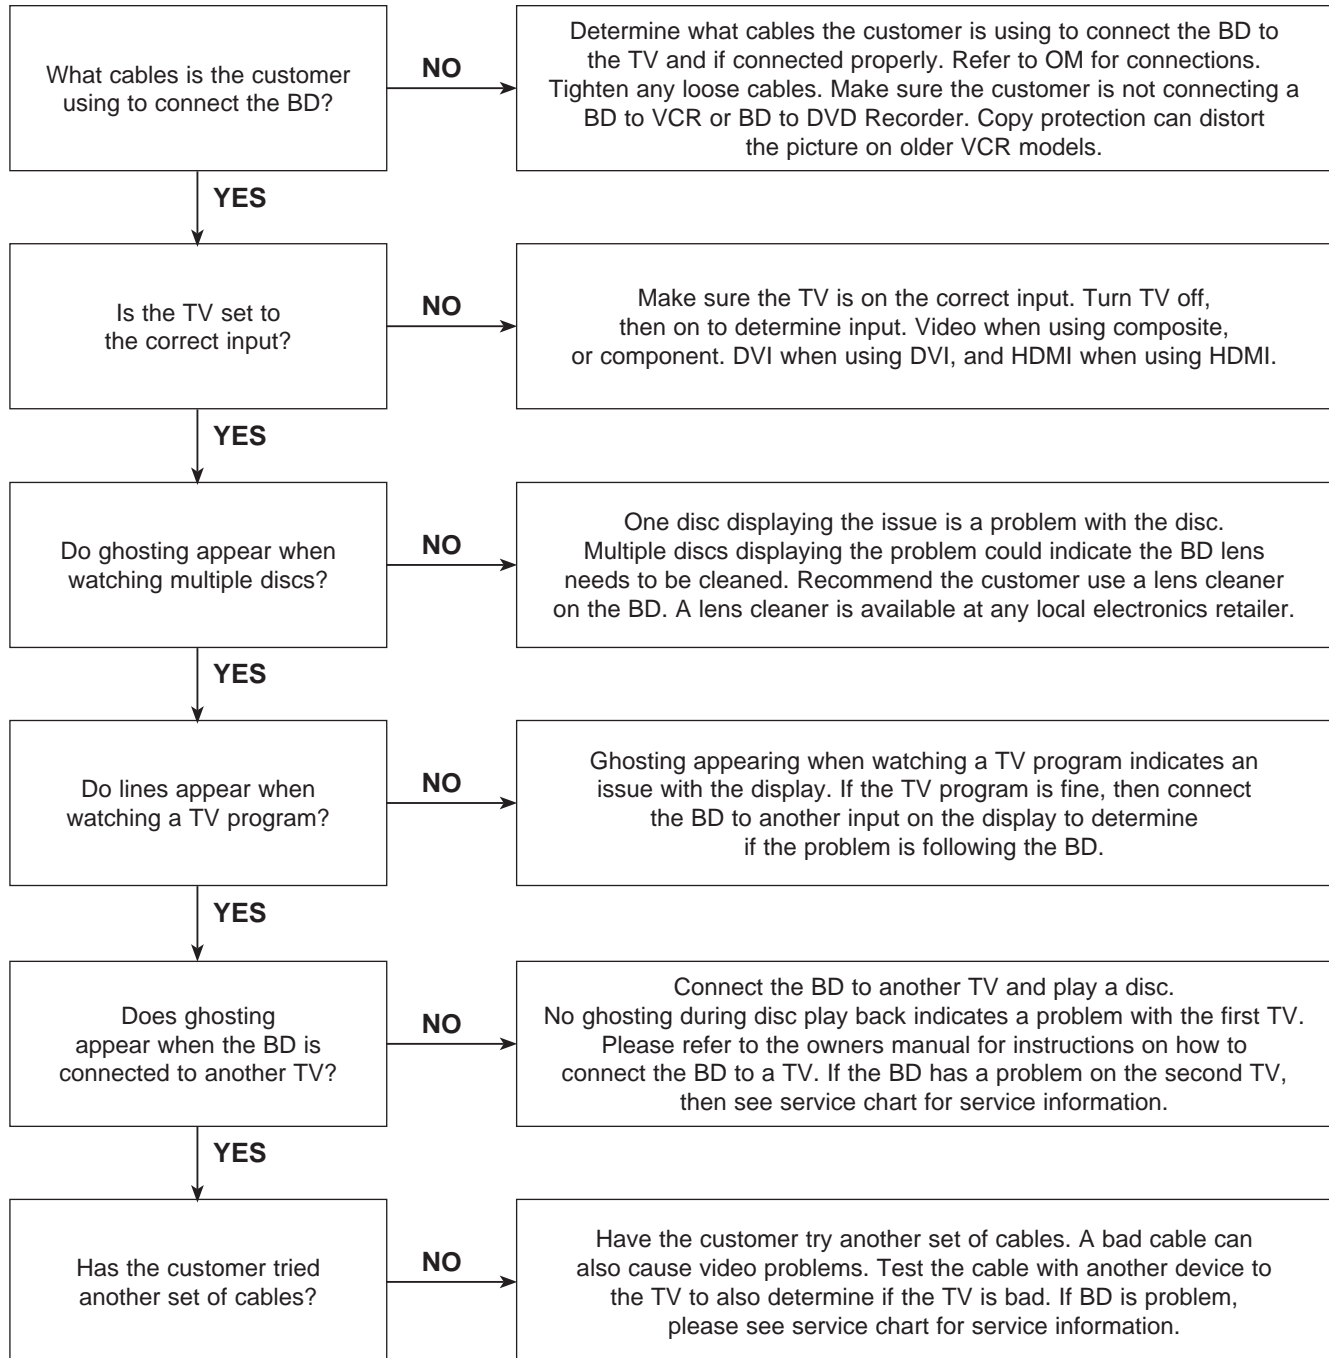 What cables is the customer
using to connect the BD?
NO
Determine what cables the customer is using to connect the BD to
the TV and if connected properly. Refer to OM for connections.
Tighten any loose cables. Make sure the customer is not connecting a
BD to VCR or BD to DVD Recorder. Copy protection can distort
the picture on older VCR models.
YES
Is the TV set to
the correct input?
NO
Make sure the TV is on the correct input. Turn TV off,
then on to determine input. Video when using composite,
or component. DVI when using DVI, and HDMI when using HDMI.
YES
Do ghosting appear when
watching multiple discs?
NO
One disc displaying the issue is a problem with the disc.
Multiple discs displaying the problem could indicate the BD lens
needs to be cleaned. Recommend the customer use a lens cleaner
on the BD. A lens cleaner is available at any local electronics retailer.
YES
Do lines appear when
watching a TV program?
NO
Ghosting appearing when watching a TV program indicates an
issue with the display. If the TV program is fine, then connect
the BD to another input on the display to determine
if the problem is following the BD.
YES
Does ghosting
appear when the BD is
connected to another TV?
NO
Connect the BD to another TV and play a disc.
No ghosting during disc play back indicates a problem with the first TV.
Please refer to the owners manual for instructions on how to
connect the BD to a TV. If the BD has a problem on the second TV,
then see service chart for service information.
YES
Has the customer tried
another set of cables?
NO
Have the customer try another set of cables. A bad cable can
also cause video problems. Test the cable with another device to
the TV to also determine if the TV is bad. If BD is problem,
please see service chart for service information.